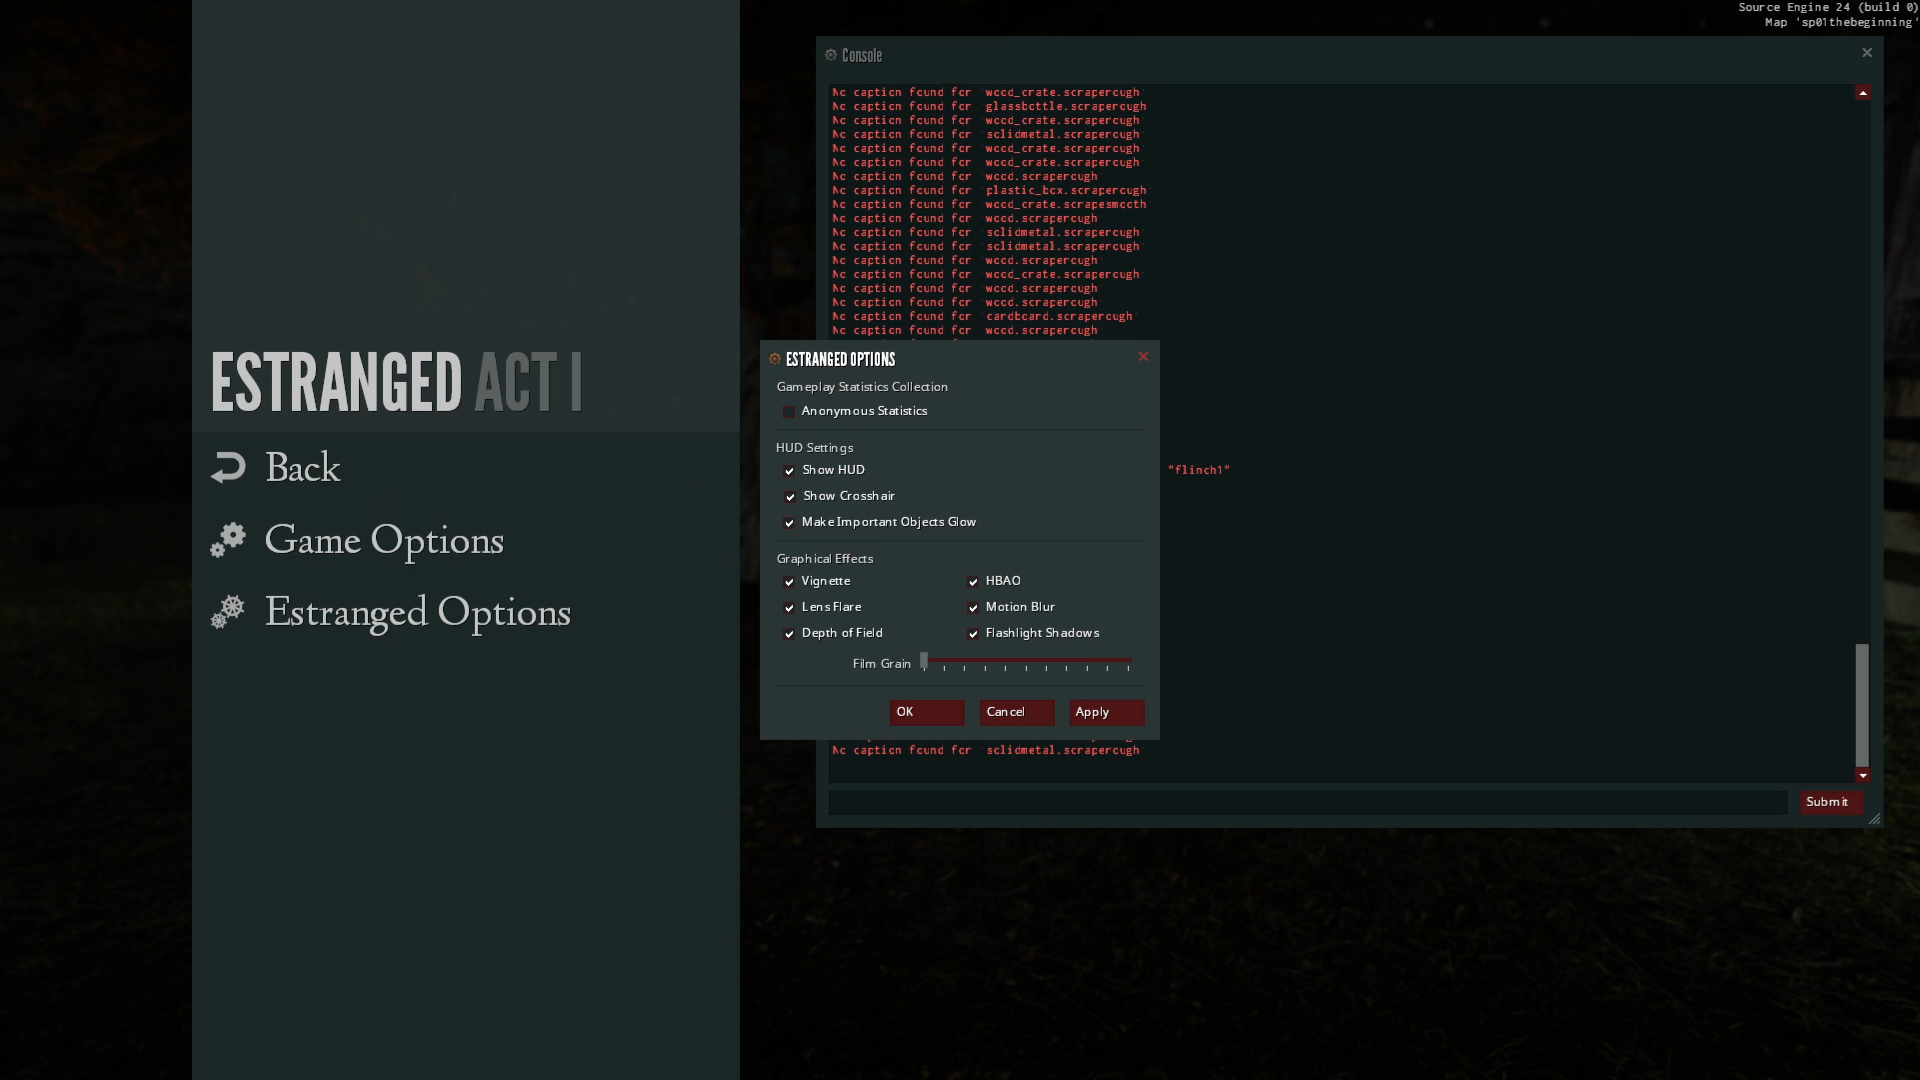 Source Engine 24 (build 0)
Map 'sp01thebeginning'
Console
No caption found for 'wood_crate.scraperough'
No caption found for 'glassbottle.scraperough'
No caption found for 'wood_crate.scraperough'
No caption found for 'solidmetal.scraperough'
No caption found for 'wood_crate.scraperough'
No caption found for 'wood_crate.scraperough'
No caption found for 'wood.scraperough'
No caption found for 'plastic_box.scraperough'
No caption found for 'wood_crate.scrapesmooth'
No caption found for 'wood.scraperough'
No caption found for 'solidmetal.scraperough'
No caption found for 'solidmetal.scraperough'
No caption found for 'wood.scraperough'
No caption found for 'wood_crate.scraperough'
No caption found for 'wood.scraperough'
No caption found for 'wood.scraperough'
No caption found for 'cardboard.scraperough'
No caption found for 'wood.scraperough'
"flinch1"
No caption found for 'solidmetal.scraperough'
Submit
ESTRANGED ACT I
Back
Game Options
Estranged Options
ESTRANGED OPTIONS
Gameplay Statistics Collection
Anonymous Statistics
HUD Settings
Show HUD
Show Crosshair
Make Important Objects Glow
Graphical Effects
Vignette
HBAO
Lens Flare
Motion Blur
Depth of Field
Flashlight Shadows
Film Grain
OK
Cancel
Apply